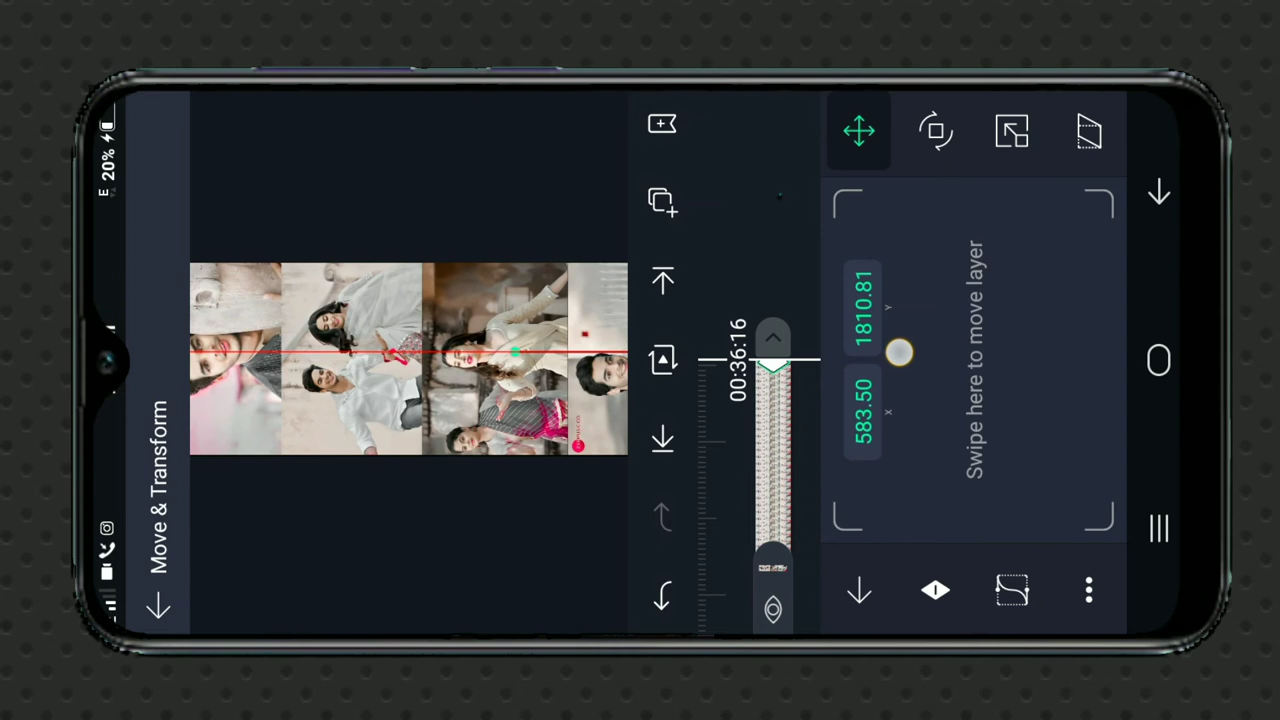 E 20%
Move & Transform
00:36:16
583.50 1810.81
X Y
Swipe here to move layer